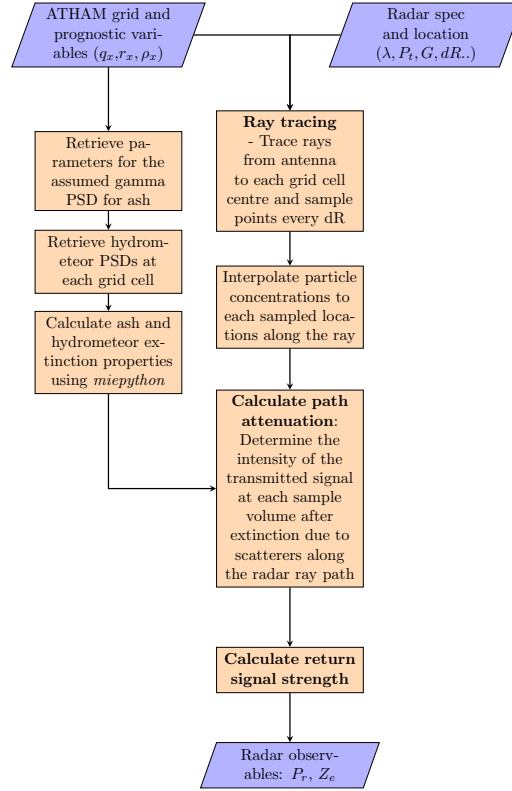 ATHAM grid and
prognostic vari-
ables (q_x,r_x,ρ_x)
Radar spec
and location
(λ, P_t, G, dR..)
Retrieve pa-
rameters for the
assumed gamma
PSD for ash
Retrieve hydrom-
eteor PSDs at
each grid cell
Calculate ash and
hydrometeor ex-
tinction properties
using miepython
Ray tracing
- Trace rays
from antenna
to each grid cell
centre and sample
points every dR
Interpolate particle
concentrations to
each sampled loca-
tions along the ray
Calculate path
attenuation:
Determine the
intensity of the
transmitted signal
at each sample
volume after
extinction due to
scatterers along
the radar ray path
Calculate return
signal strength
Radar observ-
ables: P_r, Z_e